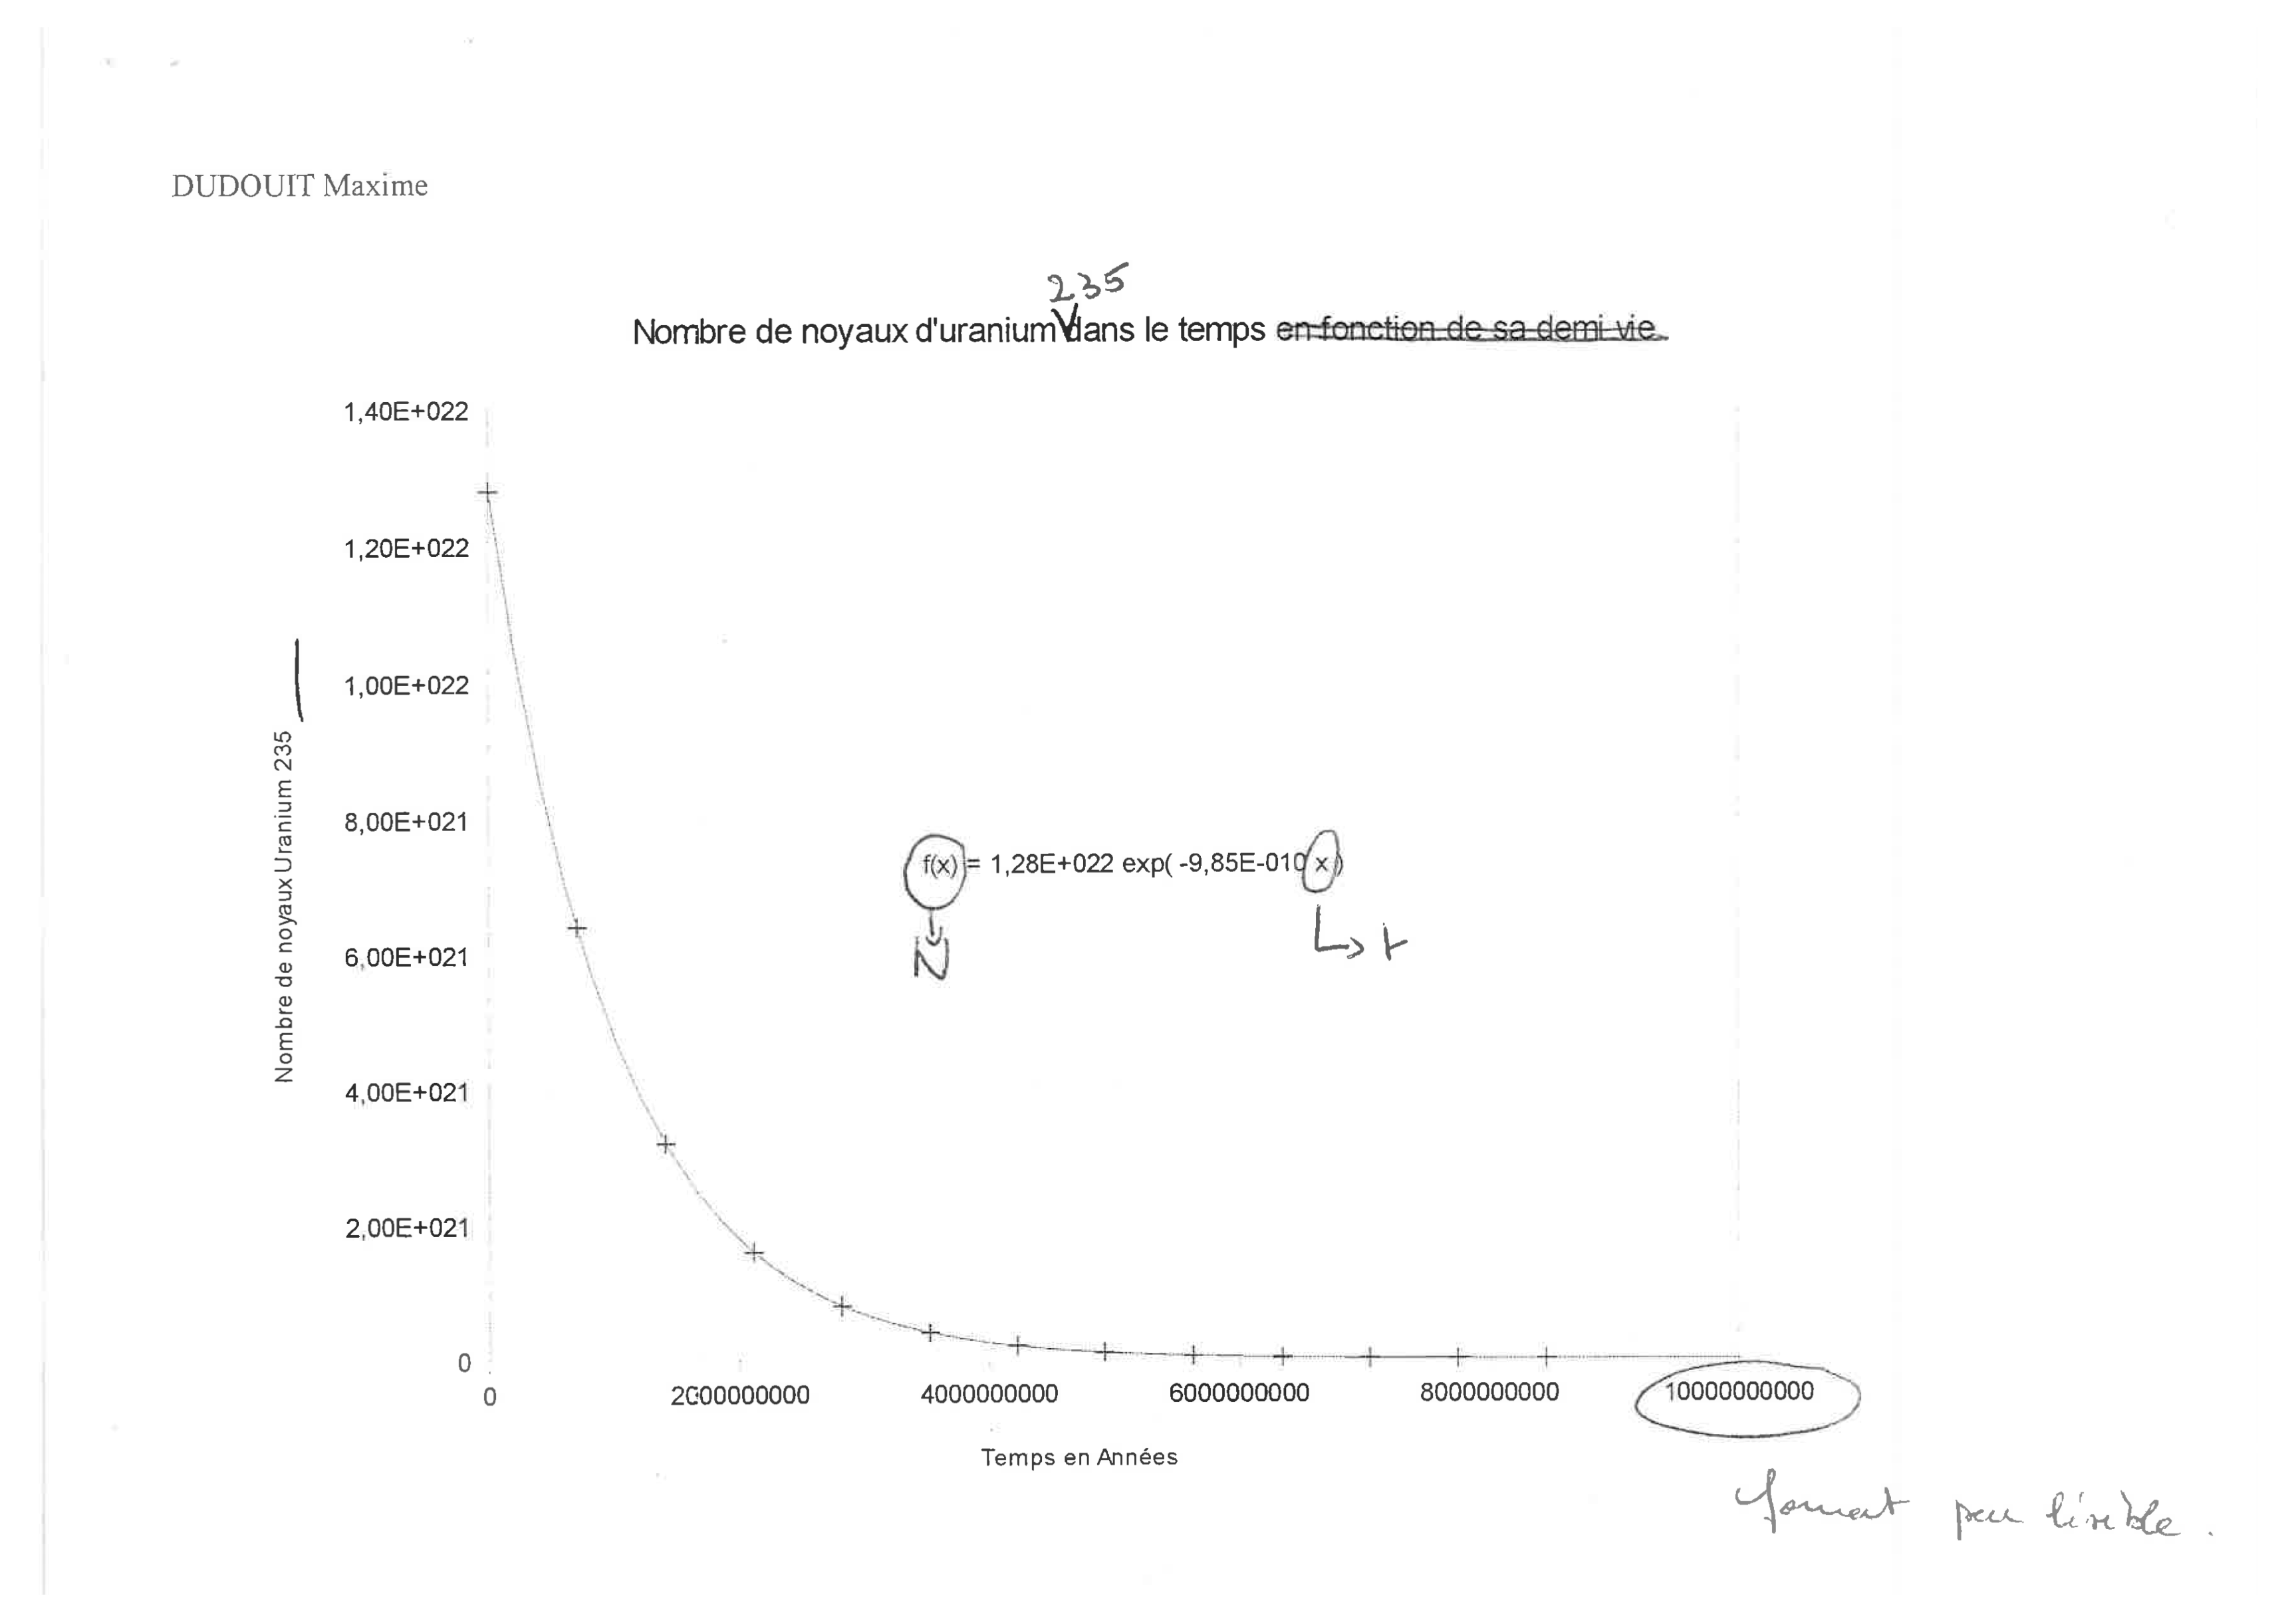 DUDOUIT Maxime
235
Nombre de noyaux d'uranium dans le temps en fonction de sa demi vie
1,40E+022
1,20E+022
1,00E+022
8,00E+021
6,00E+021
4,00E+021
2,00E+021
0
Nombre de noyaux Uranium 235
f(x) = 1,28E+022 exp( -9,85E-010 x)
N
t
0
2000000000
4000000000
6000000000
8000000000
10000000000
Temps en Années
format peu lisible.